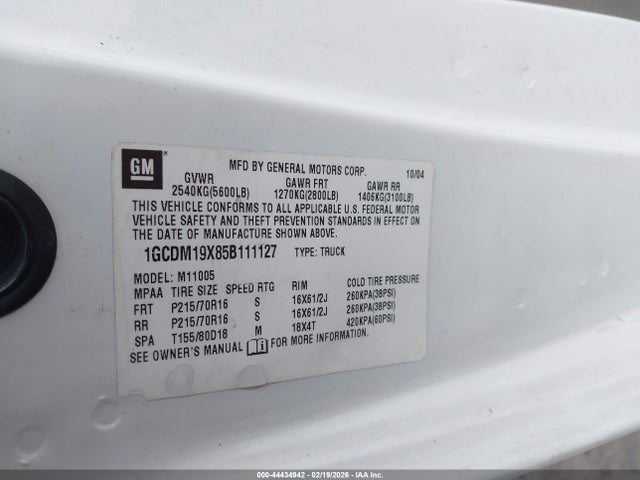 GM
MFD BY GENERAL MOTORS CORP. 10/04
GVWR GAWR FRT GAWR RR
2540KG(5600LB) 1270KG(2800LB) 1406KG(3100LB)
THIS VEHICLE CONFORMS TO ALL APPLICABLE U.S. FEDERAL MOTOR
VEHICLE SAFETY AND THEFT PREVENTION STANDARDS IN EFFECT
ON THE DATE OF MANUFACTURE SHOWN ABOVE.
1GCDM19X85B111127 TYPE: TRUCK
MODEL: M11005
MPAA TIRE SIZE SPEED RTG RIM COLD TIRE PRESSURE
FRT P215/70R16 S 16X61/2J 260KPA(38PSI)
RR P215/70R16 S 16X61/2J 260KPA(38PSI)
SPA T155/80D18 M 18X4T 420KPA(60PSI)
SEE OWNER'S MANUAL FOR MORE INFORMATION.
000-44434942 - 02/19/2026 - IAA Inc.